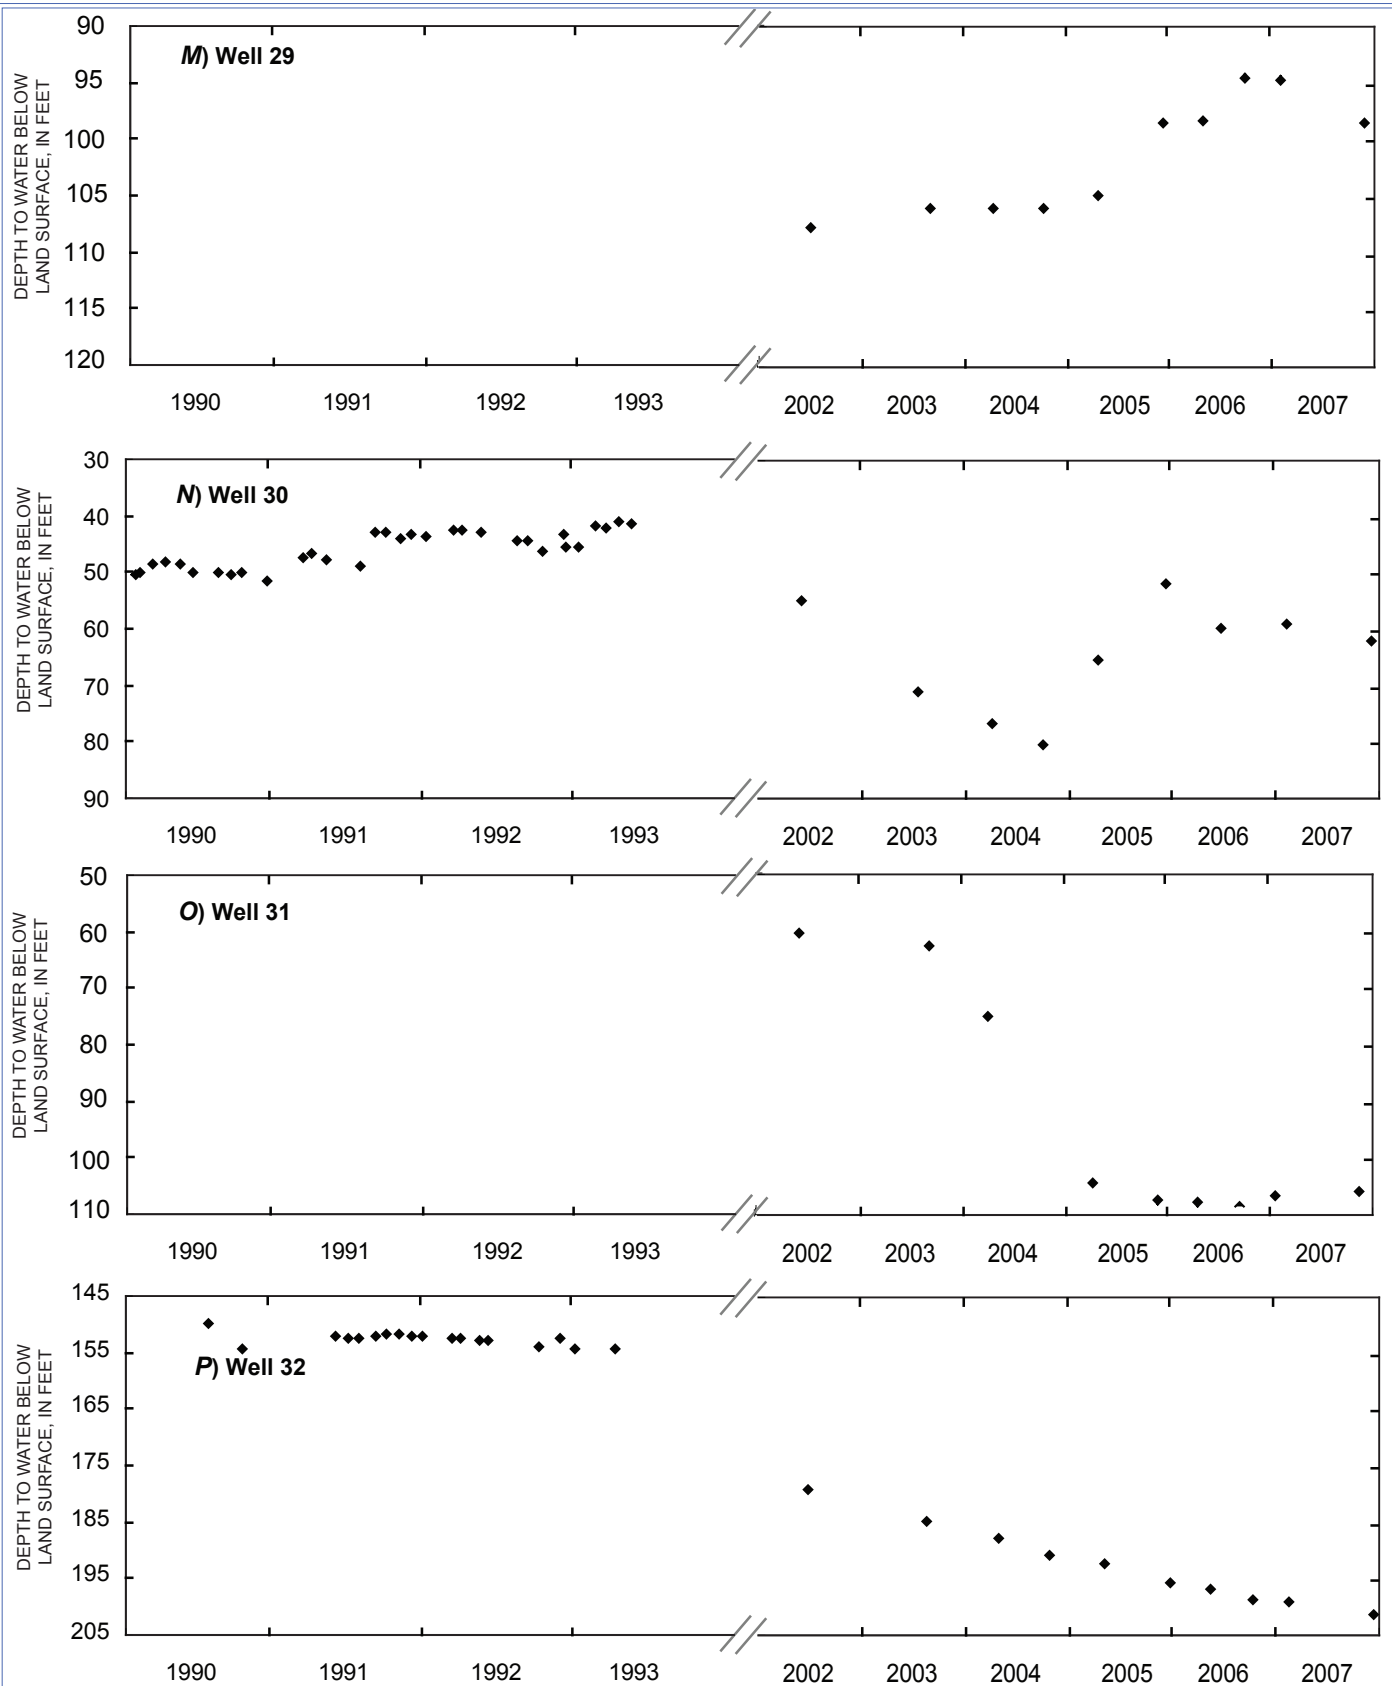 M) Well 29
DEPTH TO WATER BELOW
LAND SURFACE, IN FEET
90
95
100
105
110
115
120
1990 1991 1992 1993 2002 2003 2004 2005 2006 2007
N) Well 30
DEPTH TO WATER BELOW
LAND SURFACE, IN FEET
30
40
50
60
70
80
90
1990 1991 1992 1993 2002 2003 2004 2005 2006 2007
O) Well 31
DEPTH TO WATER BELOW
LAND SURFACE, IN FEET
50
60
70
80
90
100
110
1990 1991 1992 1993 2002 2003 2004 2005 2006 2007
P) Well 32
DEPTH TO WATER BELOW
LAND SURFACE, IN FEET
145
155
165
175
185
195
205
1990 1991 1992 1993 2002 2003 2004 2005 2006 2007